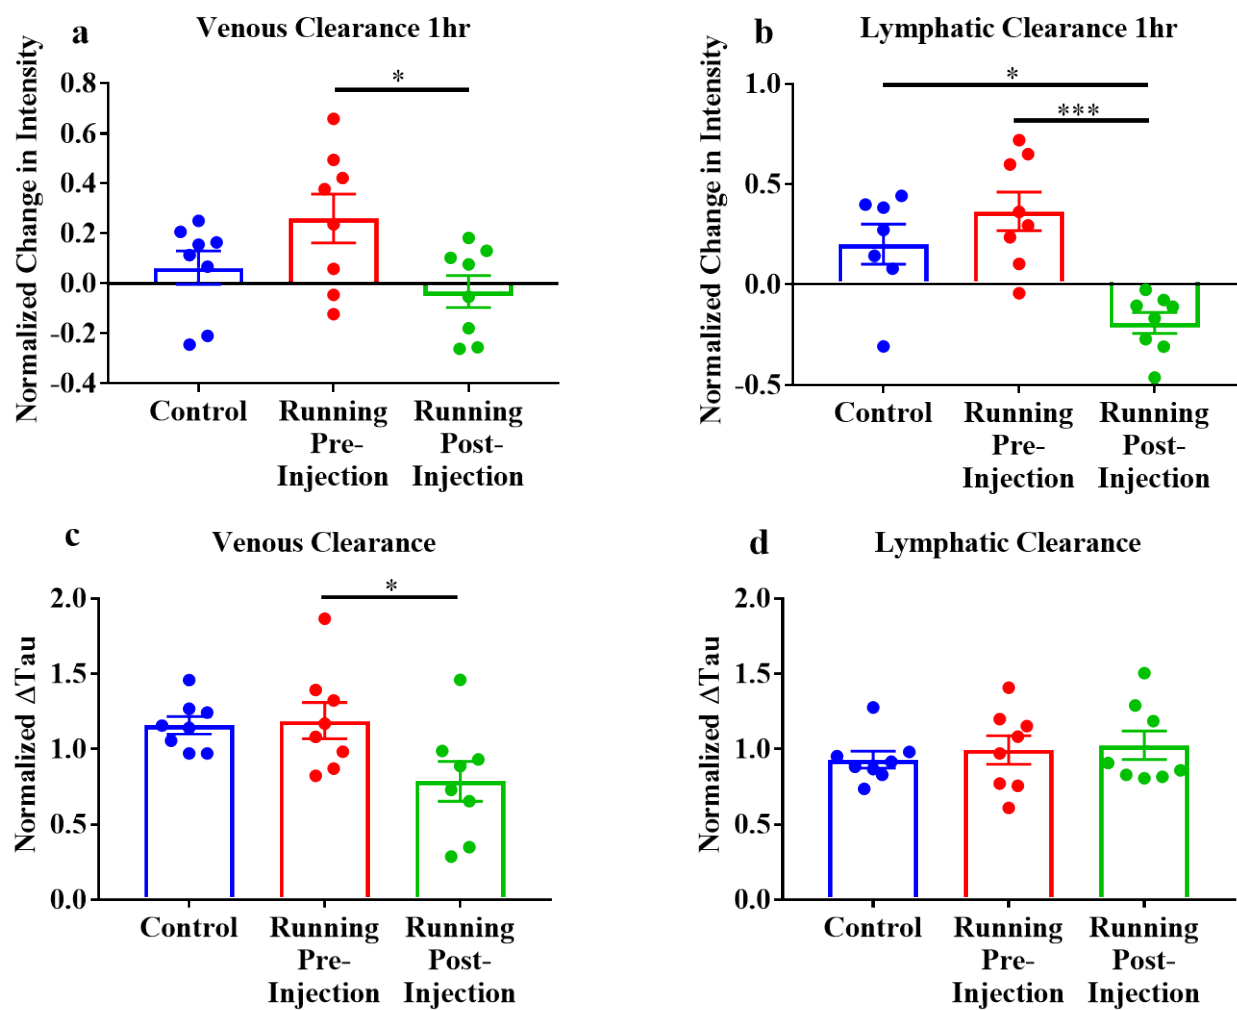 a
Venous Clearance 1hr
Normalized Change in Intensity
0.8
0.6
0.4
0.2
0.0
-0.2
-0.4
*
Control
Running
Pre-
Injection
Running
Post-
Injection
b
Lymphatic Clearance 1hr
Normalized Change in Intensity
1.0
0.5
0.0
-0.5
*
***
Control
Running
Pre-
Injection
Running
Post-
Injection
c
Venous Clearance
Normalized ΔTau
2.0
1.5
1.0
0.5
0.0
*
Control
Running
Pre-
Injection
Running
Post-
Injection
d
Lymphatic Clearance
Normalized ΔTau
2.0
1.5
1.0
0.5
0.0
Control
Running
Pre-
Injection
Running
Post-
Injection